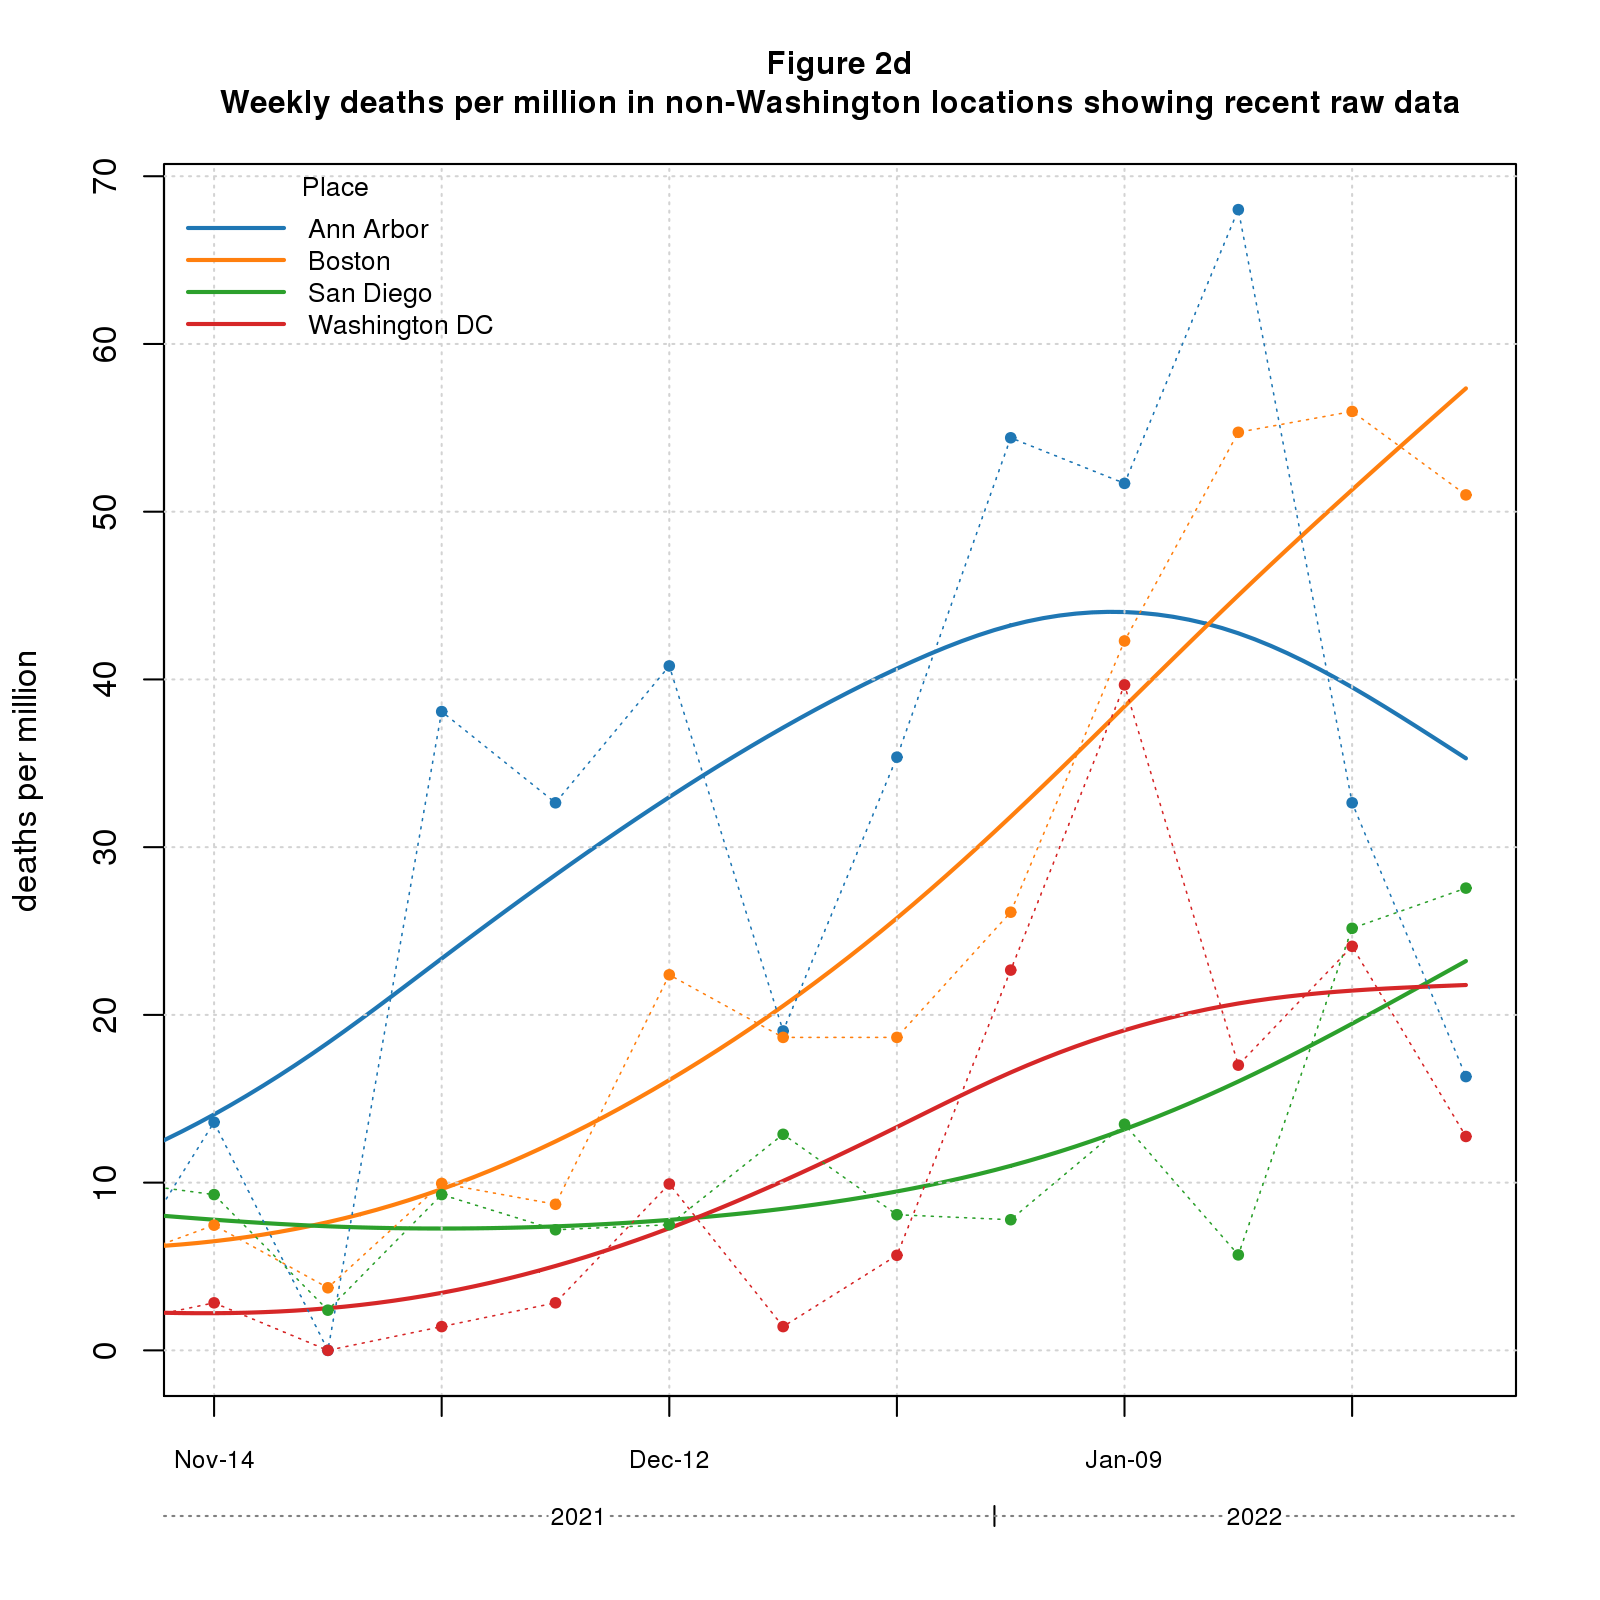 Figure 2d
Weekly deaths per million in non-Washington locations showing recent raw data
Place
Ann Arbor
Boston
San Diego
Washington DC
deaths per million
70
60
50
40
30
20
10
0
Nov-14 Dec-12 Jan-09
2021 2022